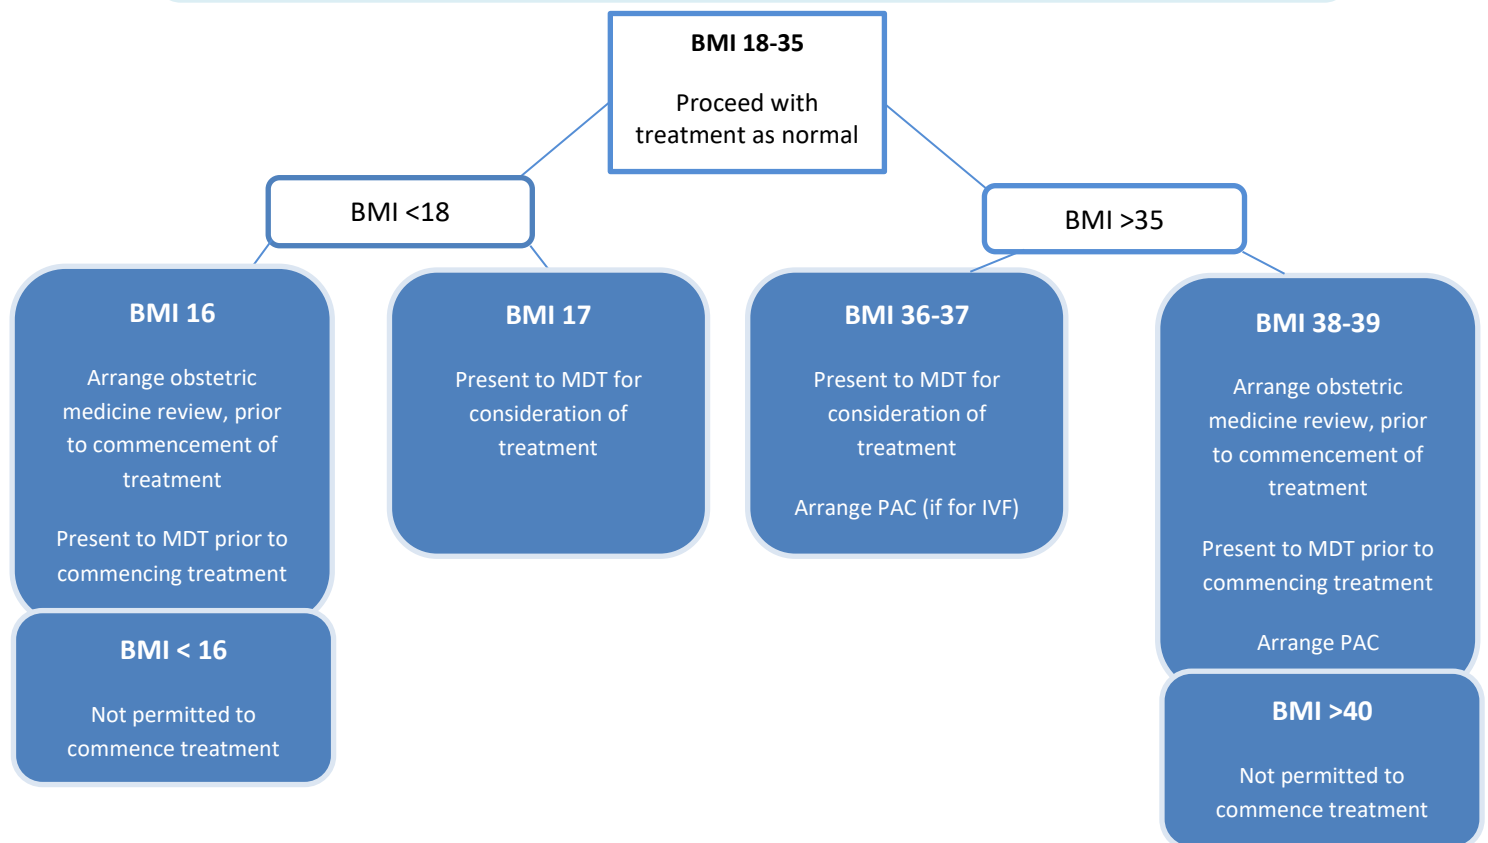 BMI 18-35
Proceed with
treatment as normal
BMI <18
BMI >35
BMI 16
Arrange obstetric
medicine review, prior
to commencement of
treatment
Present to MDT prior to
commencing treatment
BMI < 16
Not permitted to
commence treatment
BMI 17
Present to MDT for
consideration of
treatment
BMI 36-37
Present to MDT for
consideration of
treatment
Arrange PAC (if for IVF)
BMI 38-39
Arrange obstetric
medicine review, prior
to commencement of
treatment
Present to MDT prior to
commencing treatment
Arrange PAC
BMI >40
Not permitted to
commence treatment